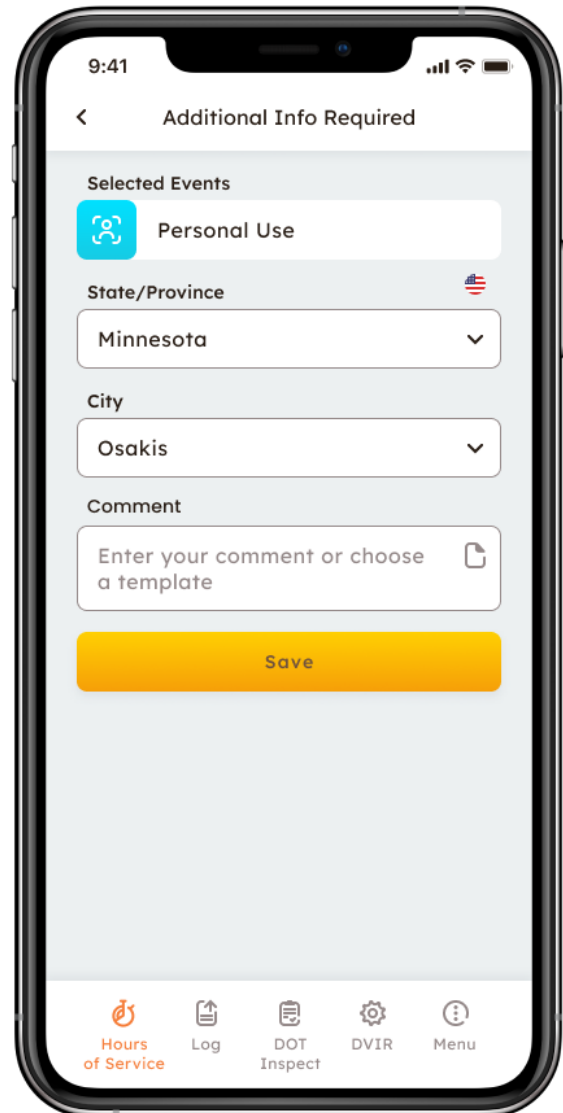 9:41
Additional Info Required
Selected Events
Personal Use
State/Province
Minnesota
City
Osakis
Comment
Enter your comment or choose
a template
Save
Hours
of Service
Log
DOT
Inspect
DVIR
Menu